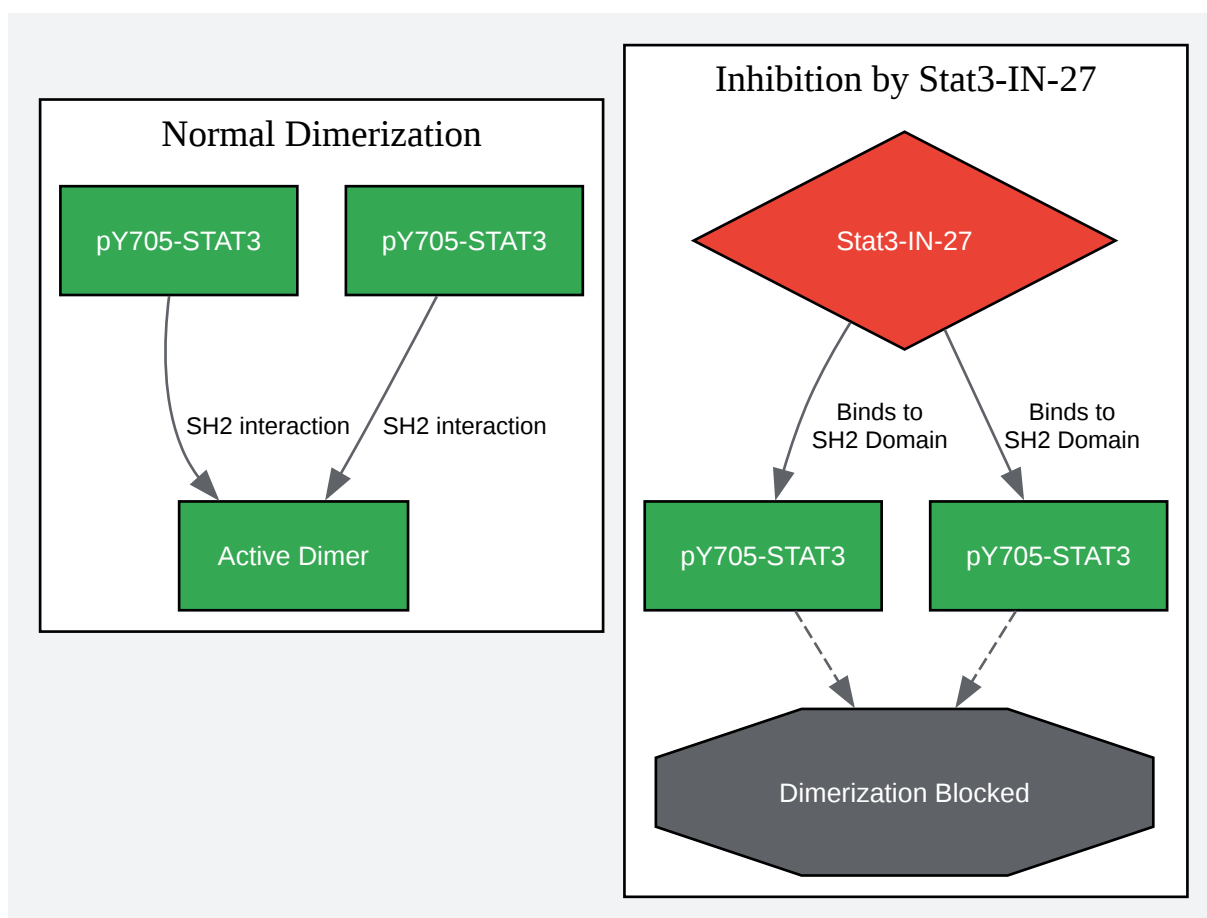 Normal Dimerization
pY705-STAT3
pY705-STAT3
SH2 interaction
SH2 interaction
Active Dimer
Inhibition by Stat3-IN-27
Stat3-IN-27
Binds to
SH2 Domain
Binds to
SH2 Domain
pY705-STAT3
pY705-STAT3
Dimerization Blocked